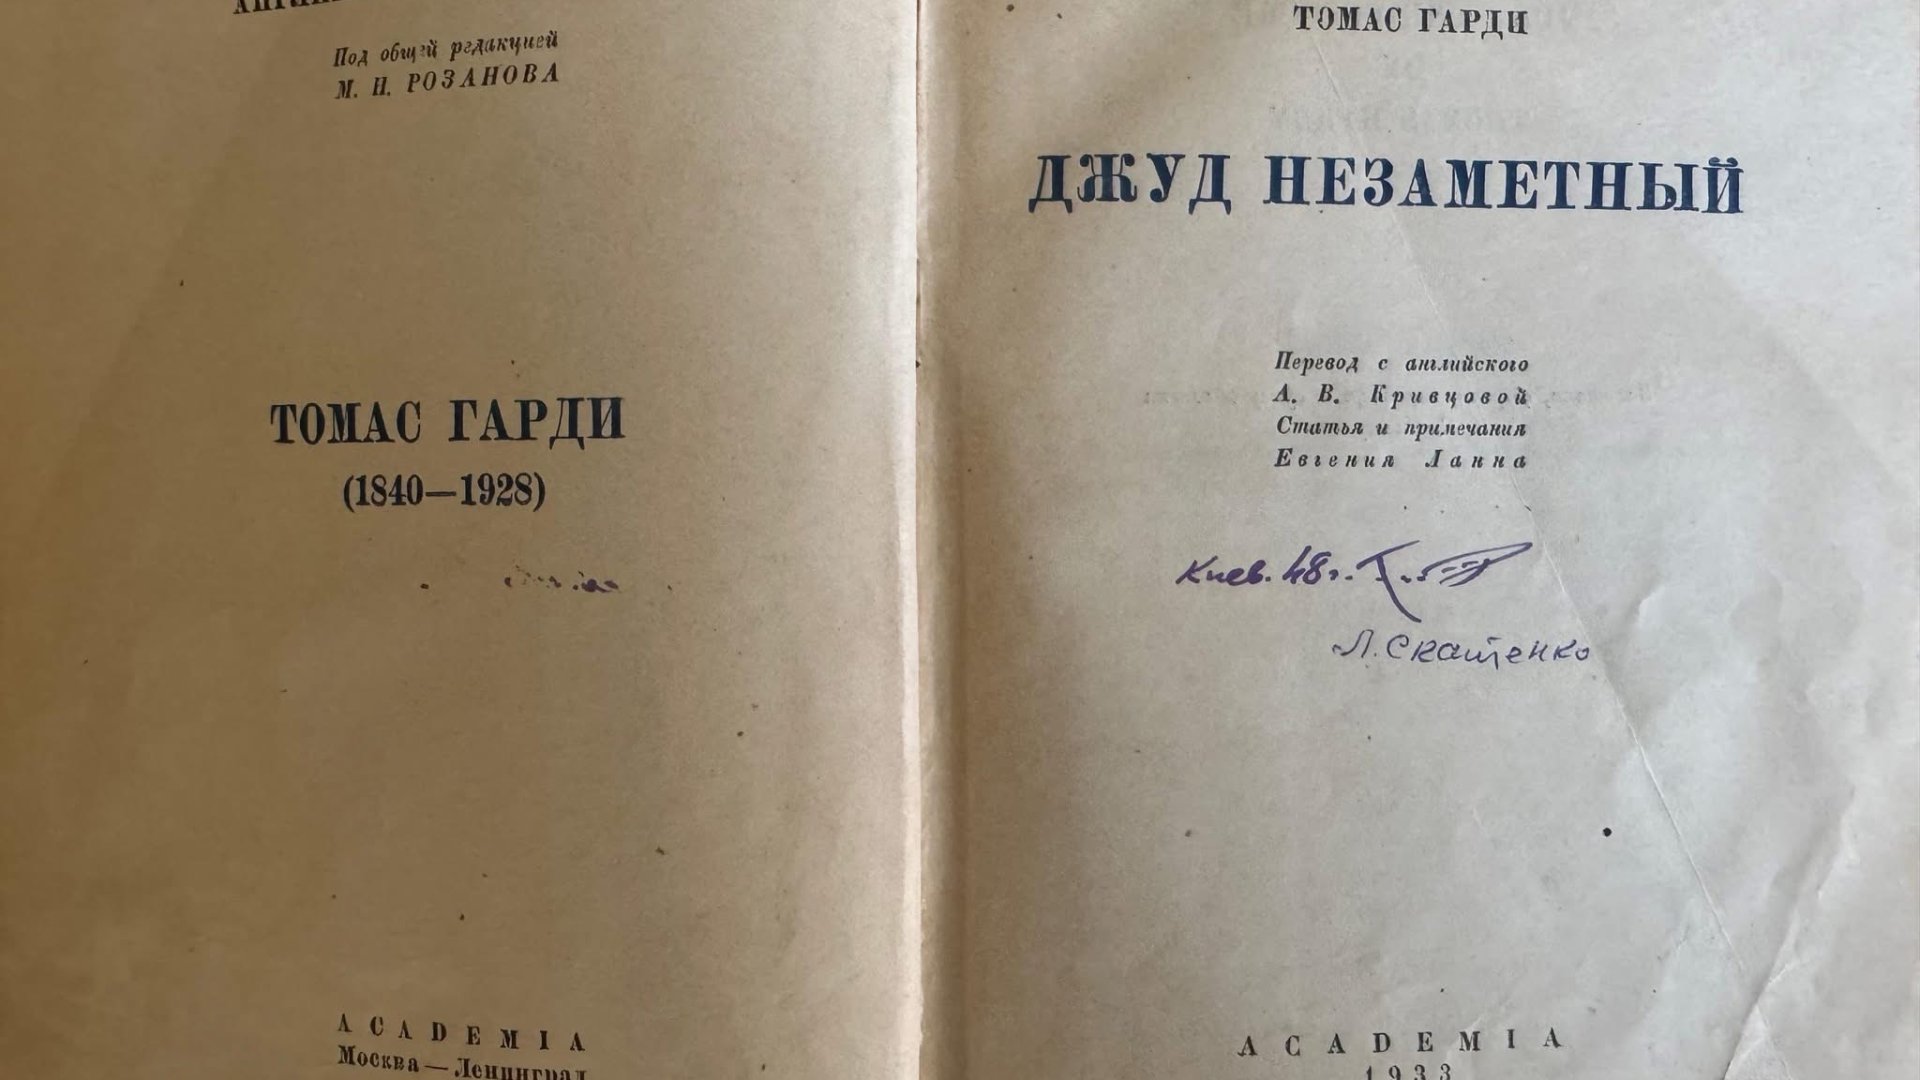 Под общей редакцией
М. Н. РОЗАНОВА
ТОМАС ГАРДИ
(1840—1928)
ACADEMIA
Москва — Ленинград
ТОМАС ГАРДИ
ДЖУД НЕЗАМЕТНЫЙ
Перевод с английского
А. В. Кривцовой
Статья и примечания
Евгения Ланна
Киев. 48 г.
Л. Скатенко
ACADEMIA
1933